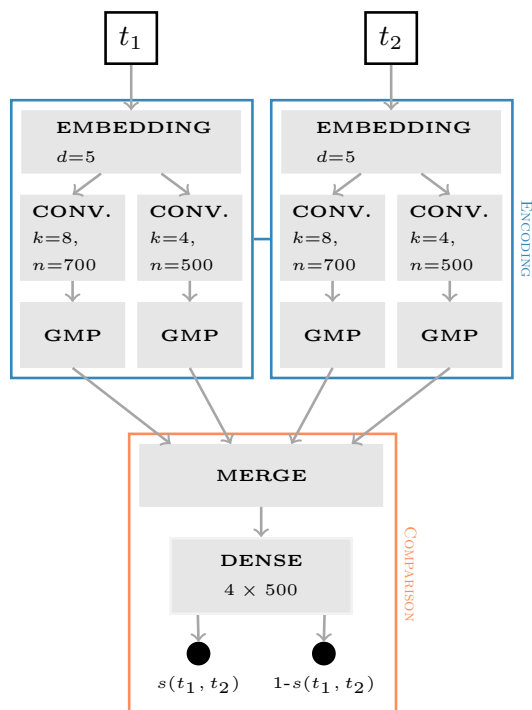 t₁
t₂
EMBEDDING
d=5
EMBEDDING
d=5
CONV.
k=8,
n=700
CONV.
k=4,
n=500
CONV.
k=8,
n=700
CONV.
k=4,
n=500
ENCODING
GMP
GMP
GMP
GMP
MERGE
DENSE
4 × 500
COMPARISON
s(t₁, t₂)
1-s(t₁, t₂)